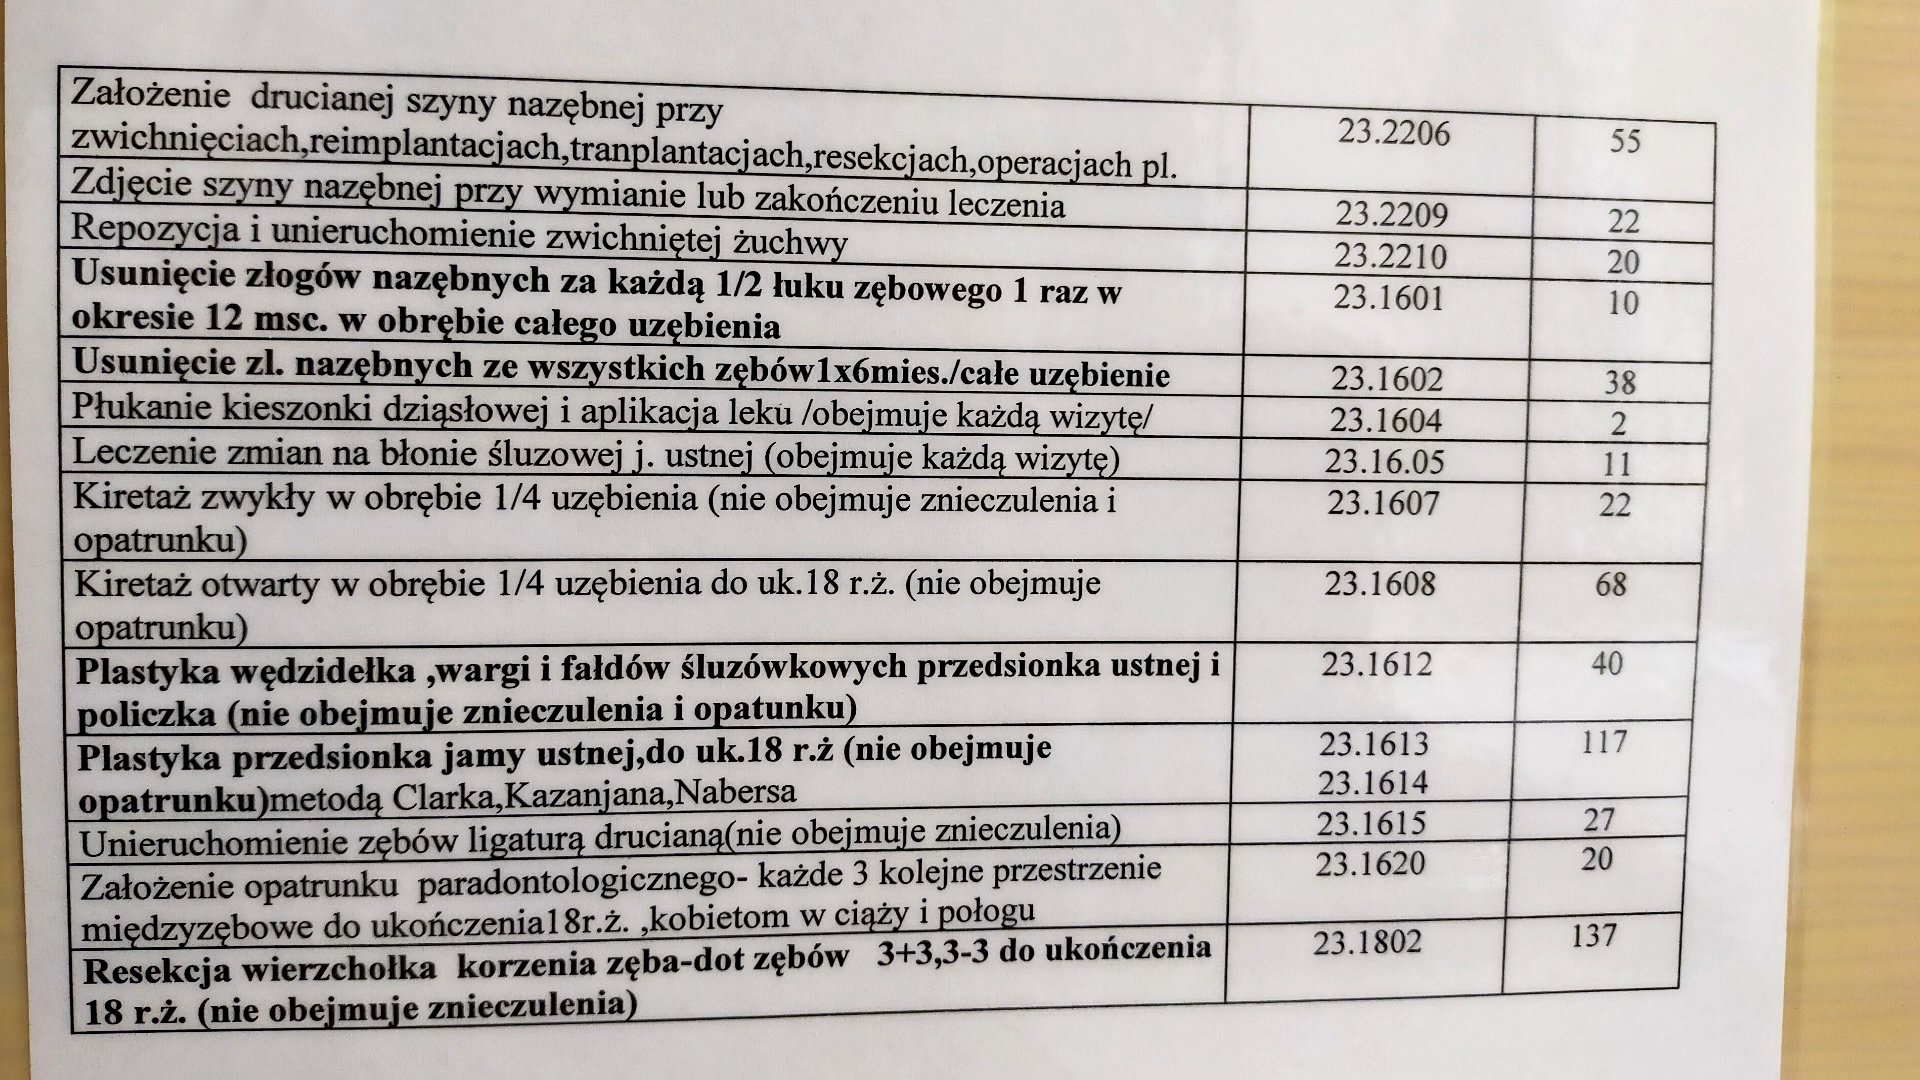 Założenie drucianej szyny nazębnej przy
zwichnięciach,reimplantacjach,tranplantacjach,resekcjach,operacjach pl.
23.2206
55
Zdjęcie szyny nazębnej przy wymianie lub zakończeniu leczenia
23.2209
22
Repozycja i unieruchomienie zwichniętej żuchwy
23.2210
20
Usunięcie złogów nazębnych za każdą 1/2 łuku zębowego 1 raz w
okresie 12 msc. w obrębie całego uzębienia
23.1601
10
Usunięcie zl. nazębnych ze wszystkich zębów1x6mies./całe uzębienie
23.1602
38
Płukanie kieszonki dziąsłowej i aplikacja leku /obejmuje każdą wizytę/
23.1604
2
Leczenie zmian na błonie śluzowej j. ustnej (obejmuje każdą wizytę)
23.16.05
11
Kiretaż zwykły w obrębie 1/4 uzębienia (nie obejmuje znieczulenia i
opatrunku)
23.1607
22
Kiretaż otwarty w obrębie 1/4 uzębienia do uk.18 r.ż. (nie obejmuje
opatrunku)
23.1608
68
Plastyka wędzidełka ,wargi i fałdów śluzówkowych przedsionka ustnej i
policzka (nie obejmuje znieczulenia i opatunku)
23.1612
40
Plastyka przedsionka jamy ustnej,do uk.18 r.ż (nie obejmuje
opatrunku)metodą Clarka,Kazanjana,Nabersa
23.1613
23.1614
117
Unieruchomienie zębów ligaturą drucianą(nie obejmuje znieczulenia)
23.1615
27
Założenie opatrunku paradontologicznego- każde 3 kolejne przestrzenie
międzyzębowe do ukończenia18r.ż. ,kobietom w ciąży i połogu
23.1620
20
Resekcja wierzchołka korzenia zęba-dot zębów 3+3,3-3 do ukończenia
18 r.ż. (nie obejmuje znieczulenia)
23.1802
137